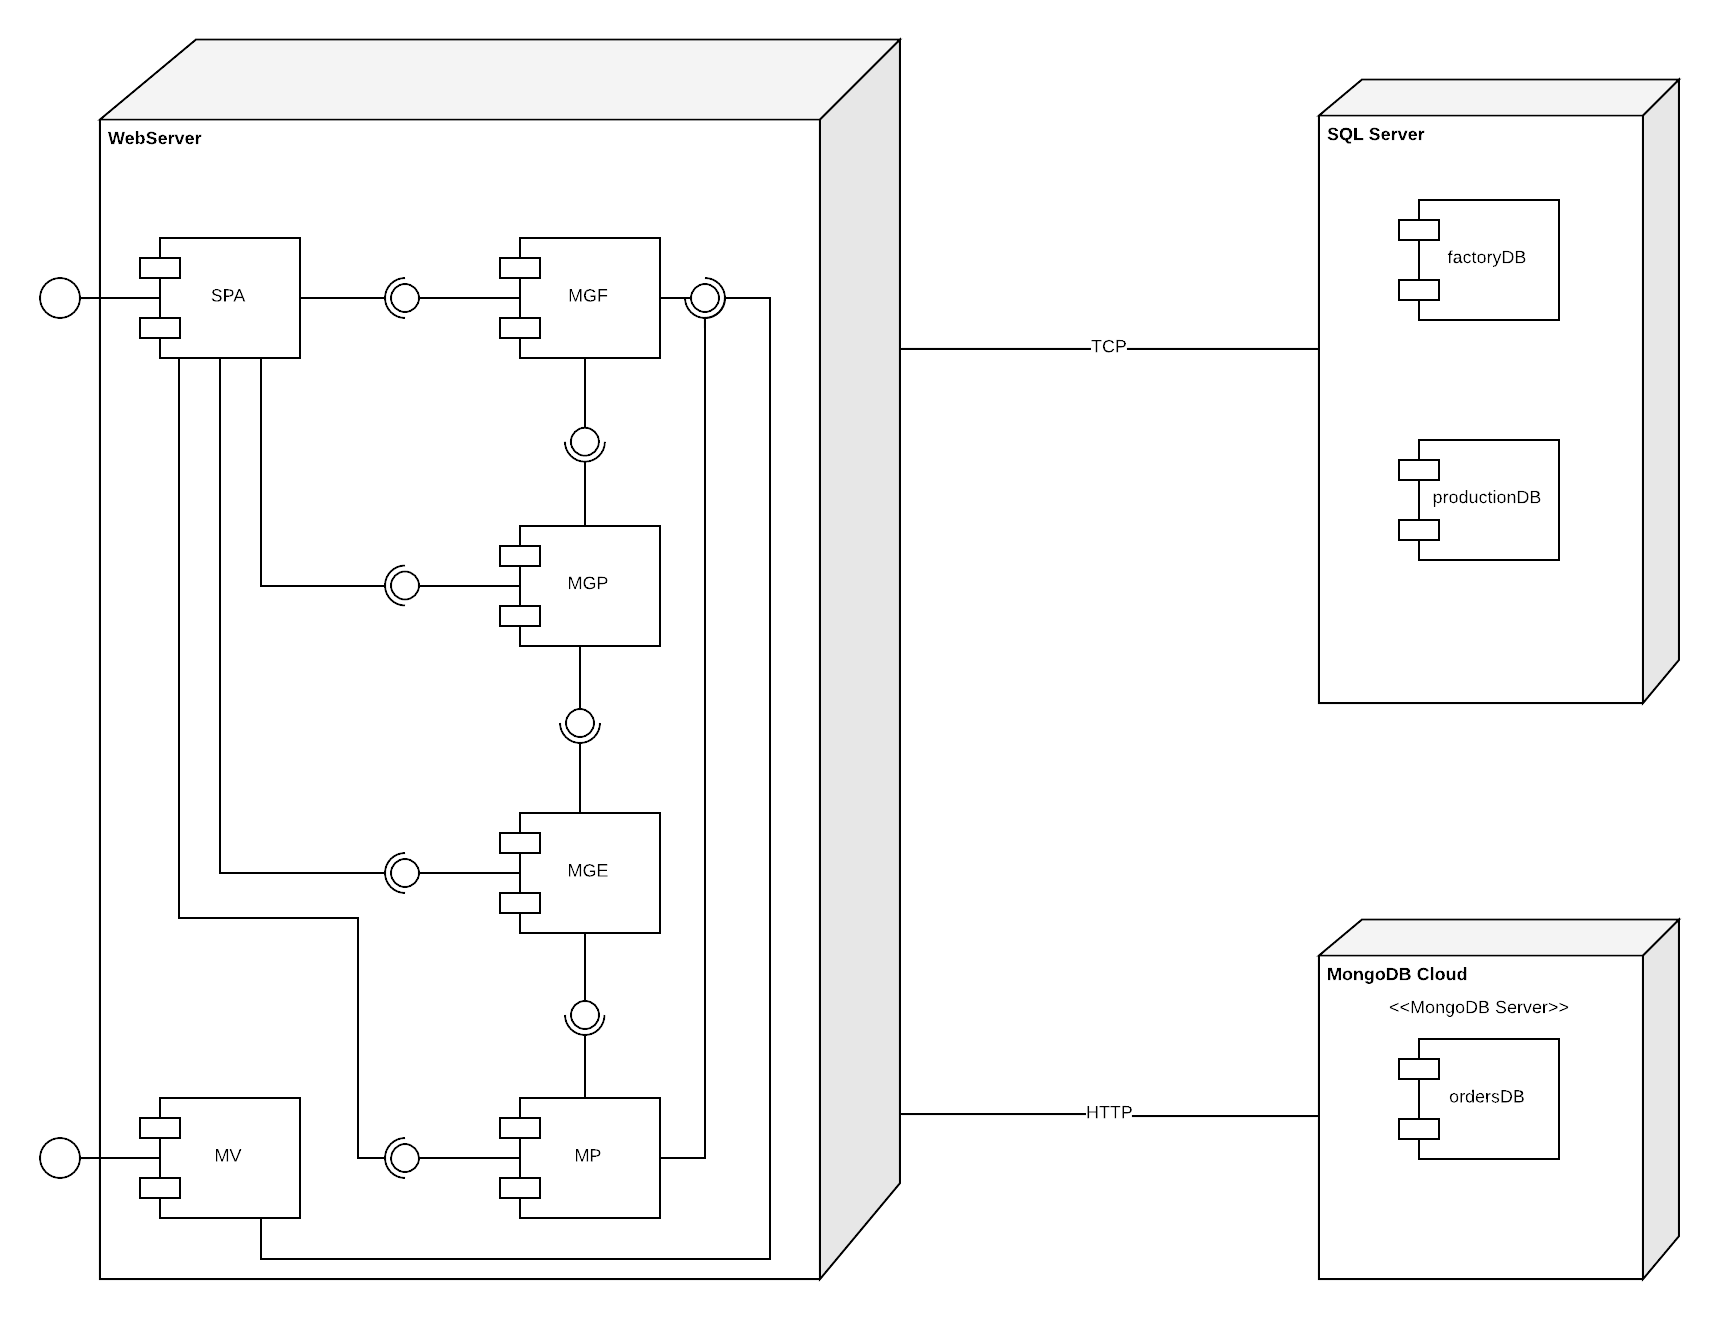 WebServer
SQL Server
factoryDB
SPA
MGF
TCP
productionDB
MGP
MGE
MongoDB Cloud
<<MongoDB Server>>
ordersDB
HTTP
MV
MP